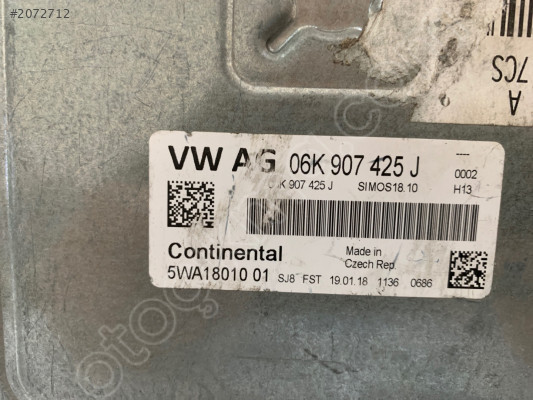 #2072712
A 7CS
VW AG 06K 907 425 J
----
0002
06K 907 425 J SIMOS18.10 H13
Continental
5WA18010 01
Made in
Czech Rep.
SJ8 FST 19.01.18 1136 0686